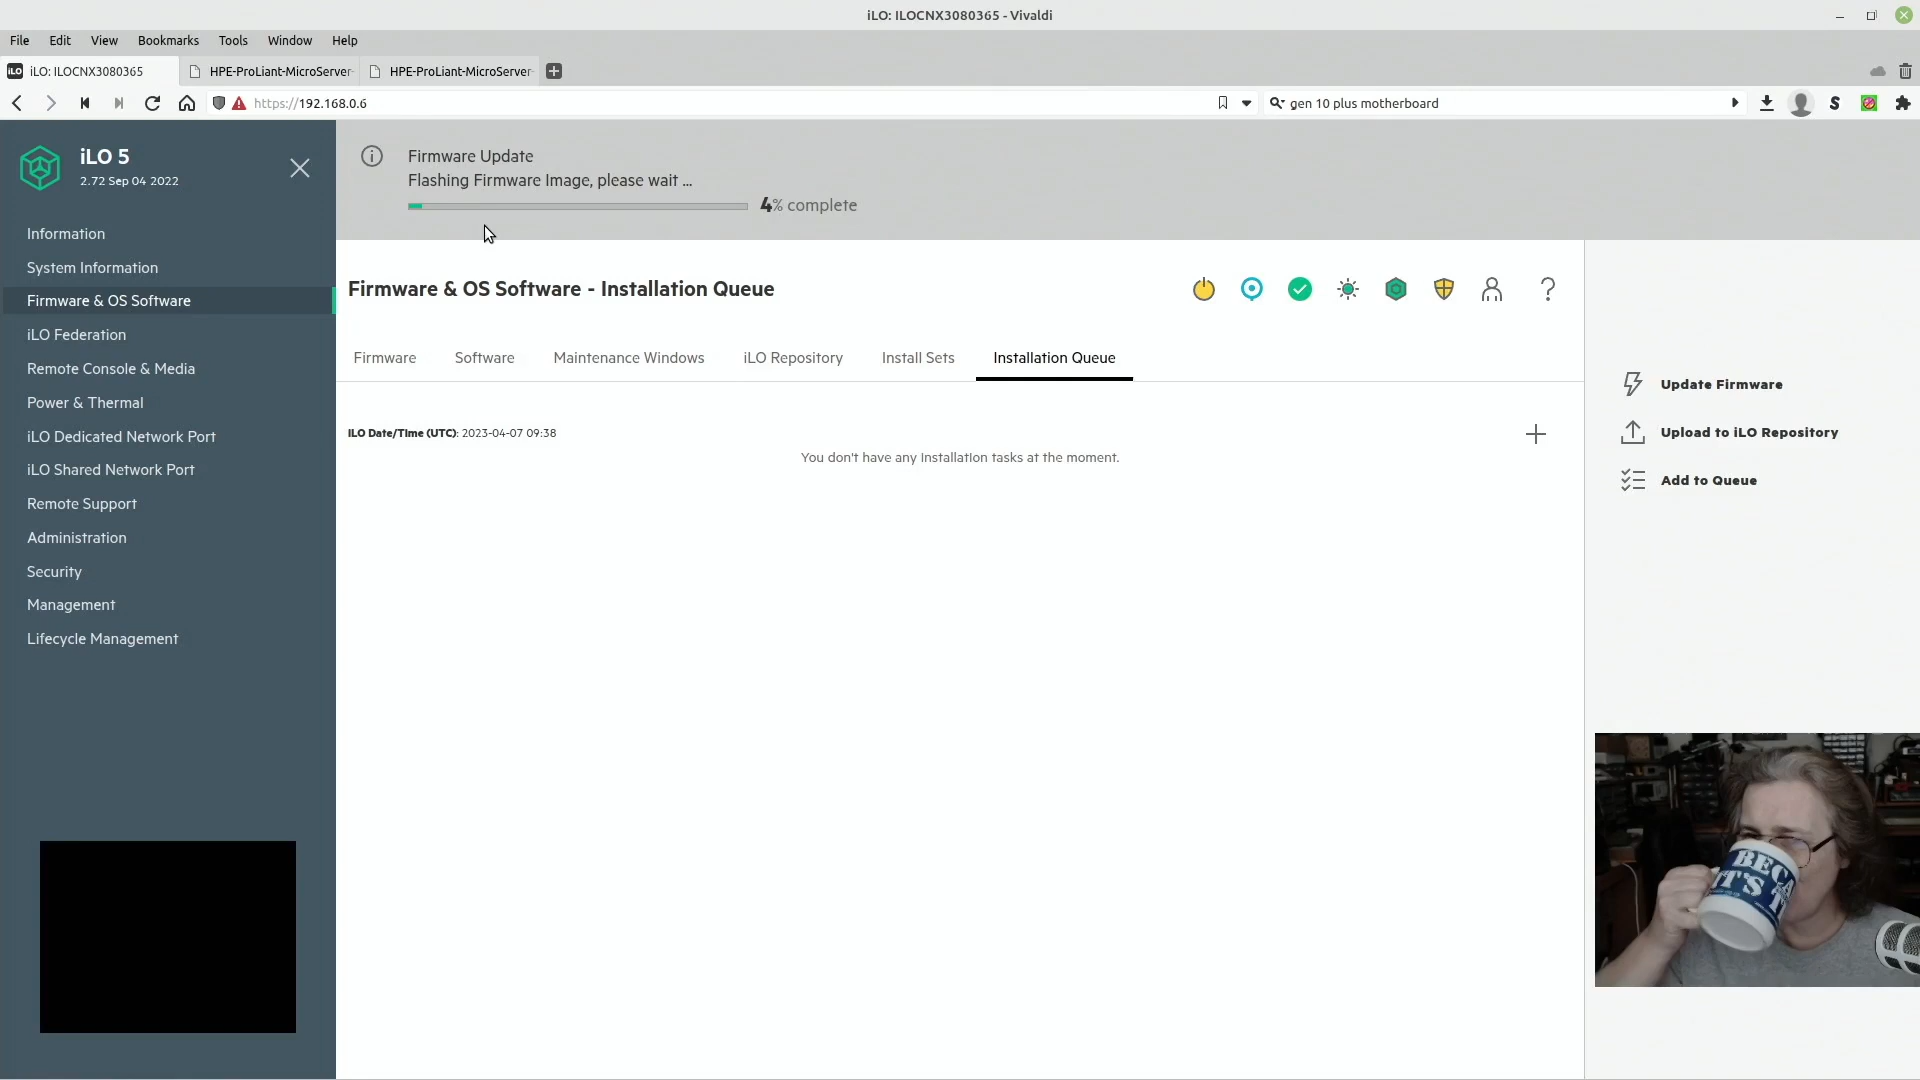 iLO: ILOCNX3080365 - Vivaldi
File Edit View Bookmarks Tools Window Help
iLO iLO: ILOCNX3080365 HPE-ProLiant-MicroServer- HPE-ProLiant-MicroServer-
https://192.168.0.6 gen 10 plus motherboard S
iLO 5
2.72 Sep 04 2022
Firmware Update
Flashing Firmware Image, please wait ...
4% complete
Information
System Information
Firmware & OS Software
iLO Federation
Remote Console & Media
Power & Thermal
iLO Dedicated Network Port
iLO Shared Network Port
Remote Support
Administration
Security
Management
Lifecycle Management
Firmware & OS Software - Installation Queue
Firmware Software Maintenance Windows iLO Repository Install Sets Installation Queue
iLO Date/Time (UTC): 2023-04-07 09:38
You don't have any installation tasks at the moment.
Update Firmware
Upload to iLO Repository
Add to Queue
IT'S